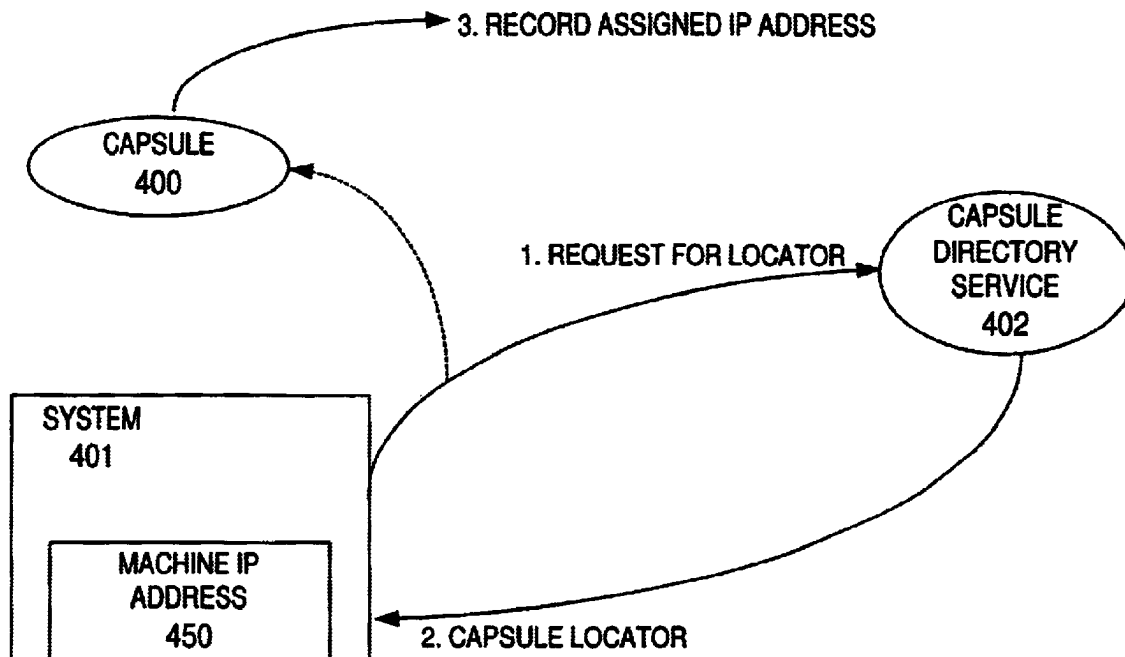 3. RECORD ASSIGNED IP ADDRESS
CAPSULE
400
1. REQUEST FOR LOCATOR
CAPSULE
DIRECTORY
SERVICE
402
SYSTEM
401
MACHINE IP
ADDRESS
450
2. CAPSULE LOCATOR